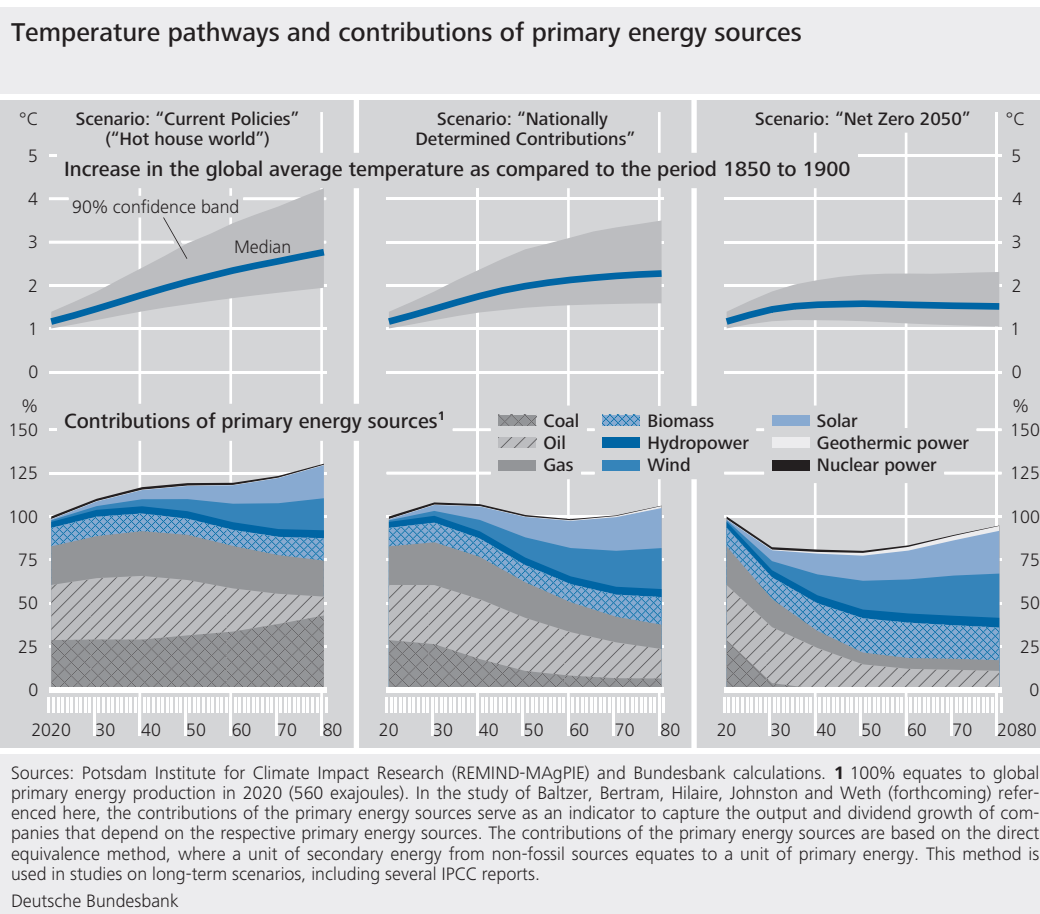 Temperature pathways and contributions of primary energy sources
°C
Scenario: “Current Policies”
(“Hot house world”)
Scenario: “Nationally
Determined Contributions”
Scenario: “Net Zero 2050”
°C
5
5
Increase in the global average temperature as compared to the period 1850 to 1900
4
4
90% confidence band
3
Median
3
2
2
1
1
0
0
%
%
150
Contributions of primary energy sources1
150
Coal
Biomass
Solar
Oil
Hydropower
Geothermic power
Gas
Wind
Nuclear power
125
125
100
100
75
75
50
50
25
25
0
0
2020 30 40 50 60 70 80
20 30 40 50 60 70 80
20 30 40 50 60 70 2080
Sources: Potsdam Institute for Climate Impact Research (REMIND-MAgPIE) and Bundesbank calculations. 1 100% equates to global
primary energy production in 2020 (560 exajoules). In the study of Baltzer, Bertram, Hilaire, Johnston and Weth (forthcoming) refer-
enced here, the contributions of the primary energy sources serve as an indicator to capture the output and dividend growth of com-
panies that depend on the respective primary energy sources. The contributions of the primary energy sources are based on the direct
equivalence method, where a unit of secondary energy from non-fossil sources equates to a unit of primary energy. This method is
used in studies on long-term scenarios, including several IPCC reports.
Deutsche Bundesbank